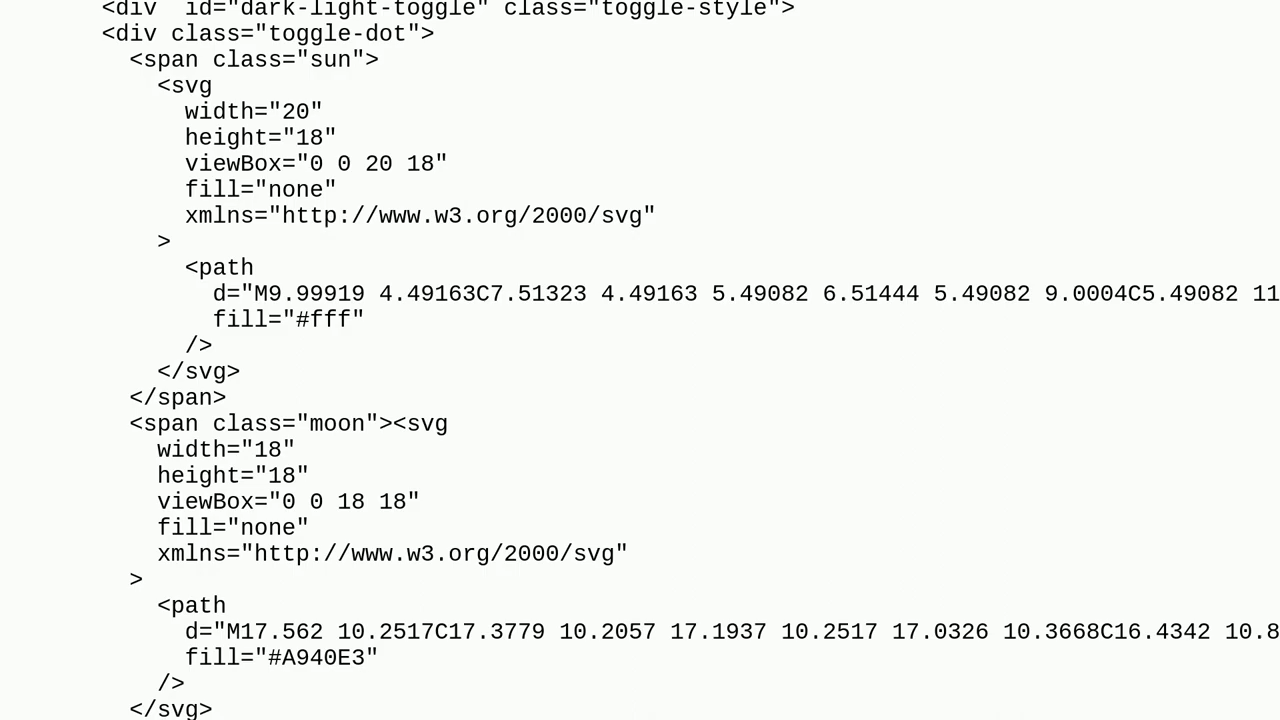 <div  id="dark-light-toggle" class="toggle-style">
<div class="toggle-dot">
<span class="sun">
<svg
width="20"
height="18"
viewBox="0 0 20 18"
fill="none"
xmlns="http://www.w3.org/2000/svg"
>
<path
d="M9.99919 4.49163C7.51323 4.49163 5.49082 6.51444 5.49082 9.0004C5.49082 11
fill="#fff"
/>
</svg>
</span>
<span class="moon"><svg
width="18"
height="18"
viewBox="0 0 18 18"
fill="none"
xmlns="http://www.w3.org/2000/svg"
>
<path
d="M17.562 10.2517C17.3779 10.2057 17.1937 10.2517 17.0326 10.3668C16.4342 10.8
fill="#A940E3"
/>
</svg>